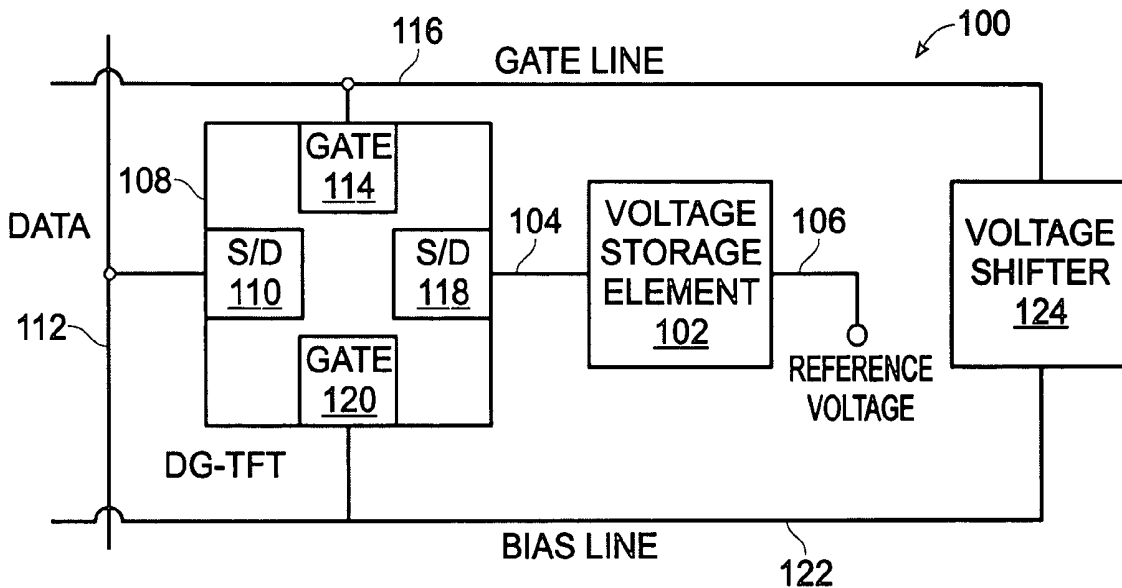 100
116
GATE LINE
GATE
114
108
DATA
S/D
110
S/D
118
104
VOLTAGE
STORAGE
ELEMENT
102
106
VOLTAGE
SHIFTER
124
112
GATE
120
REFERENCE
VOLTAGE
DG-TFT
BIAS LINE
122